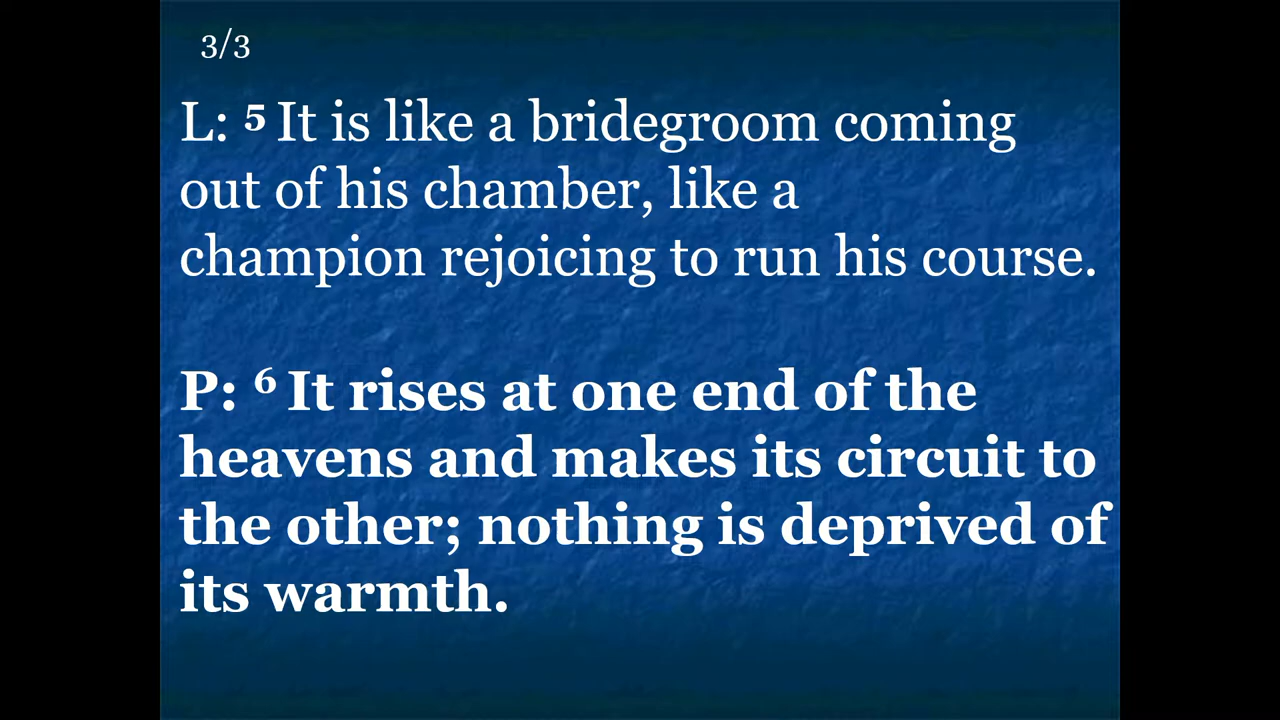 3/3
L: 5 It is like a bridegroom coming
out of his chamber, like a
champion rejoicing to run his course.
P: 6 It rises at one end of the
heavens and makes its circuit to
the other; nothing is deprived of
its warmth.